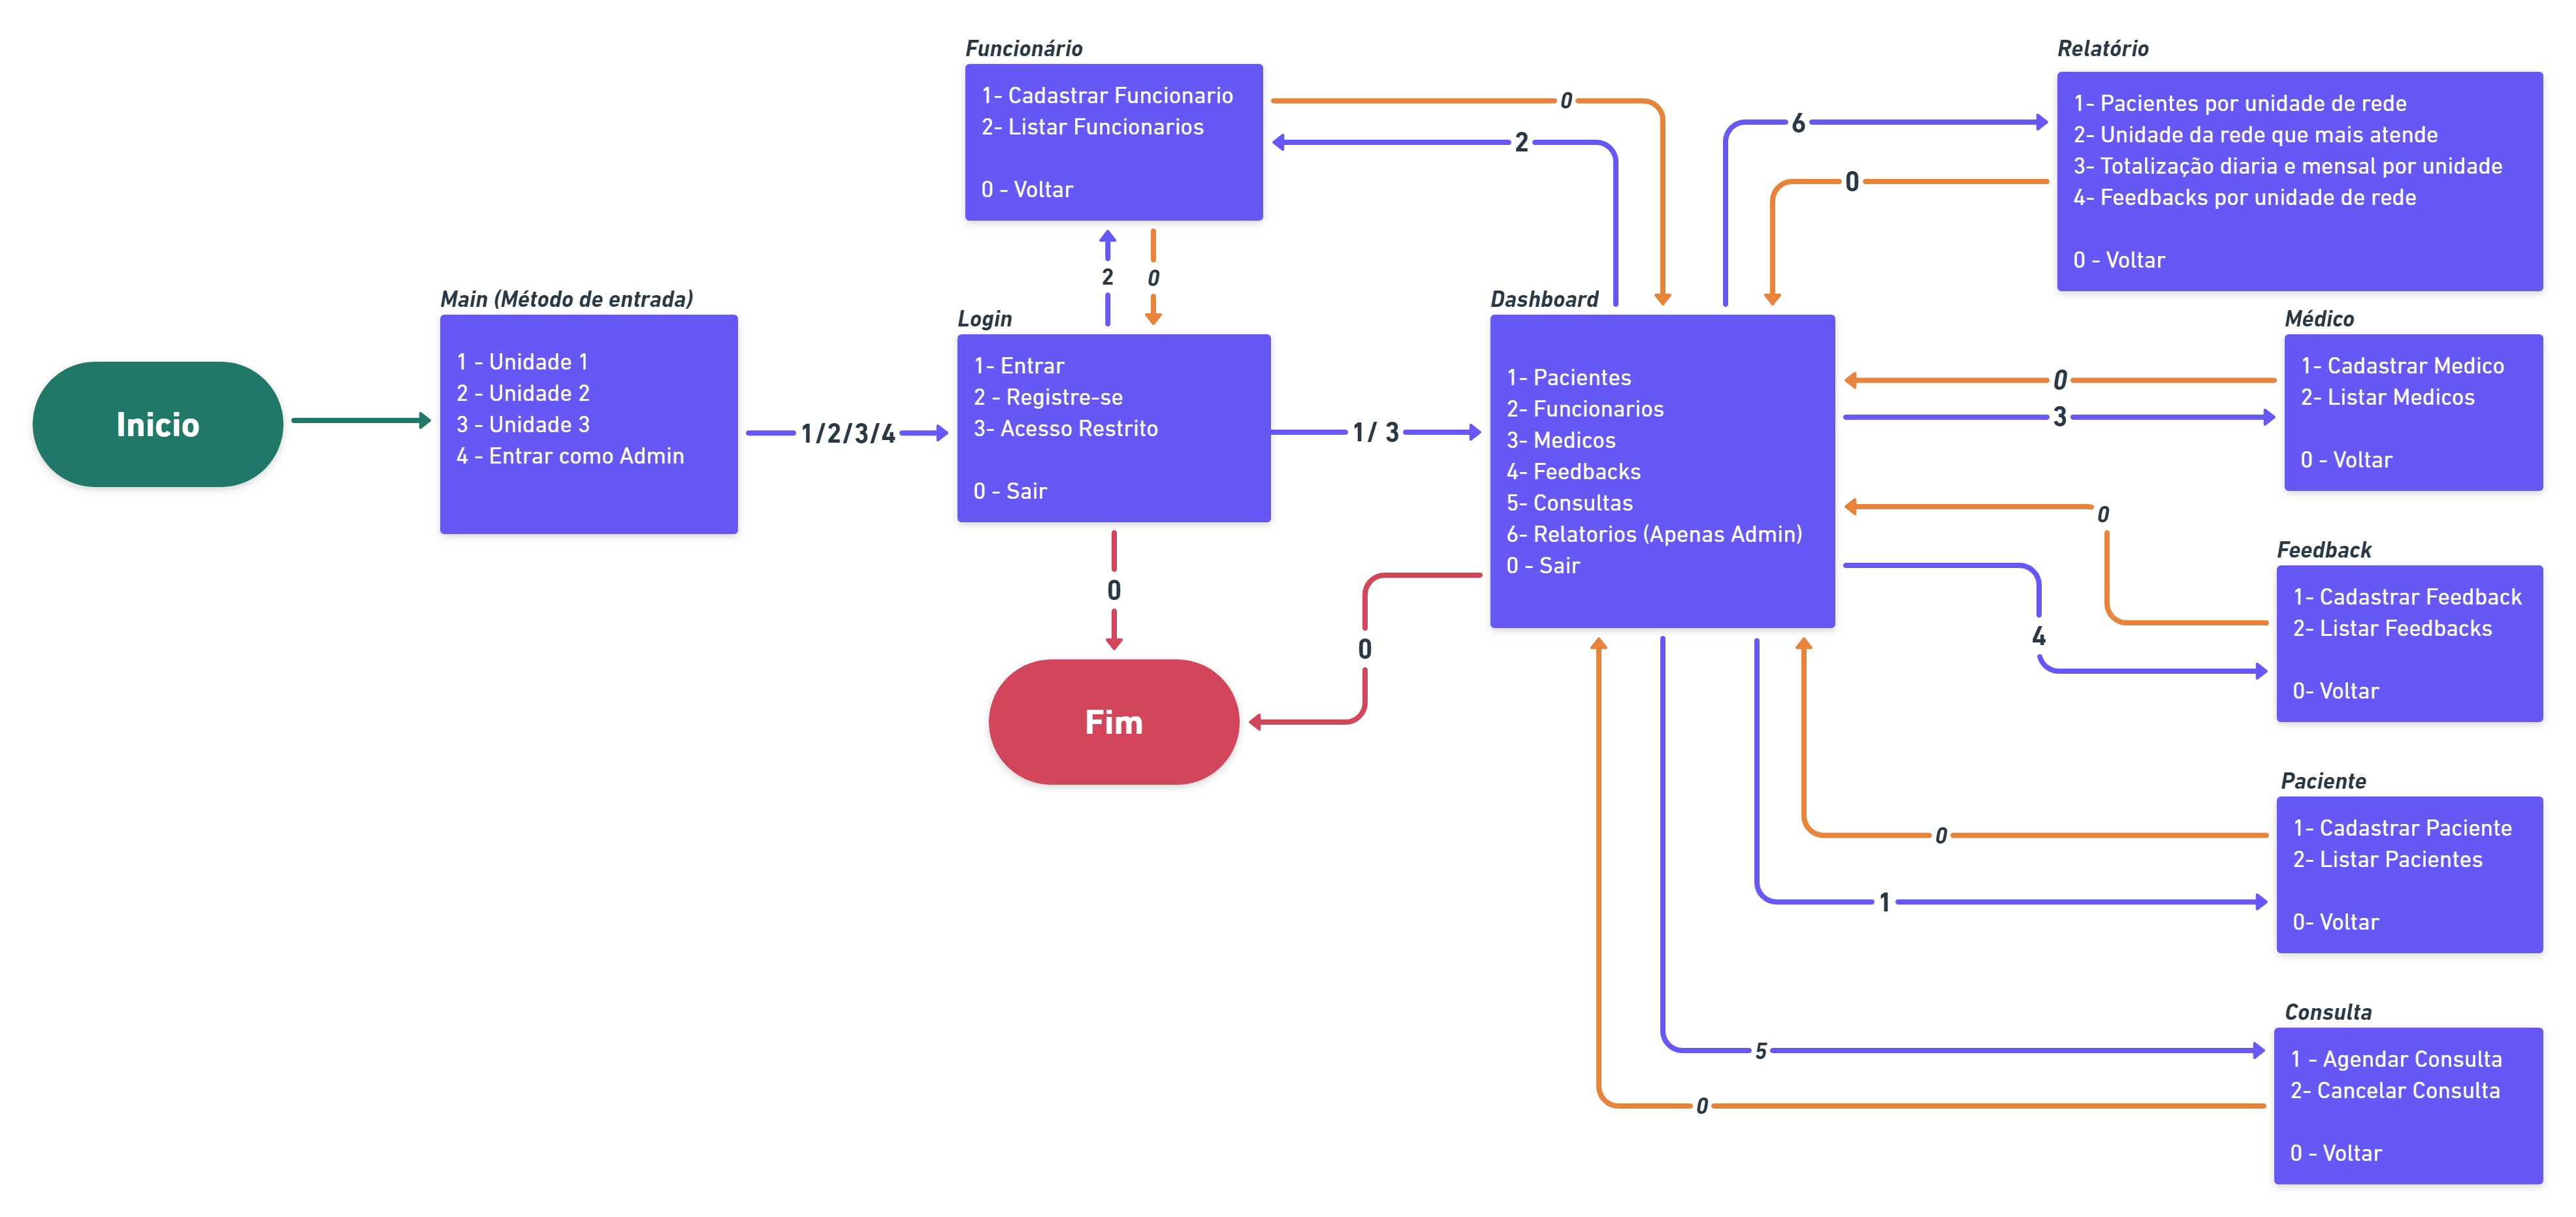 Inicio
Main (Método de entrada)
1 - Unidade 1
2 - Unidade 2
3 - Unidade 3
4 - Entrar como Admin
1/2/3/4
Funcionário
1- Cadastrar Funcionario
2- Listar Funcionarios
0 - Voltar
2
0
Login
1- Entrar
2 - Registre-se
3- Acesso Restrito
0 - Sair
0
Fim
1/ 3
0
2
0
Dashboard
1- Pacientes
2- Funcionarios
3- Medicos
4- Feedbacks
5- Consultas
6- Relatorios (Apenas Admin)
0 - Sair
6
0
Relatório
1- Pacientes por unidade de rede
2- Unidade da rede que mais atende
3- Totalização diaria e mensal por unidade
4- Feedbacks por unidade de rede
0 - Voltar
0
3
Médico
1- Cadastrar Medico
2- Listar Medicos
0 - Voltar
0
4
Feedback
1- Cadastrar Feedback
2- Listar Feedbacks
0- Voltar
0
1
Paciente
1- Cadastrar Paciente
2- Listar Pacientes
0- Voltar
5
0
Consulta
1 - Agendar Consulta
2- Cancelar Consulta
0 - Voltar